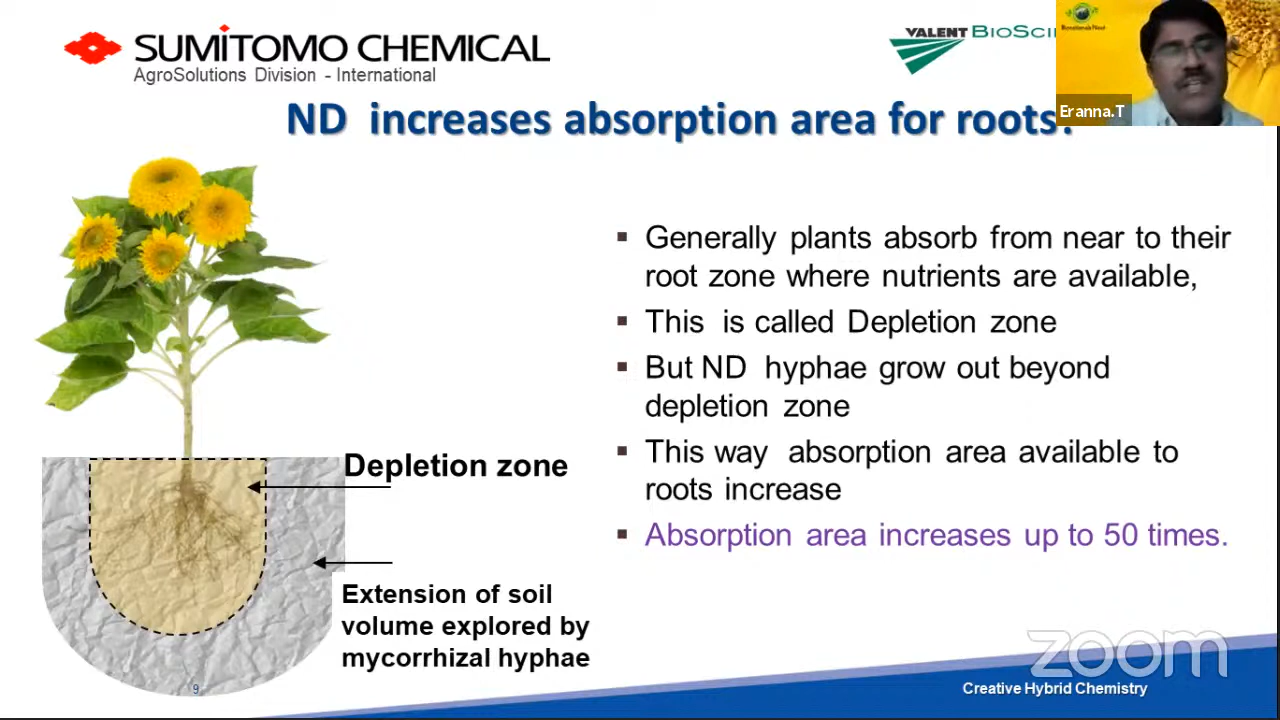 SUMITOMO CHEMICAL
AgroSolutions Division - International
VALENT BIOSCI
Eranna.T
ND increases absorption area for roots.
▪ Generally plants absorb from near to their
root zone where nutrients are available,
▪ This is called Depletion zone
▪ But ND hyphae grow out beyond
depletion zone
▪ This way absorption area available to
roots increase
▪ Absorption area increases up to 50 times.
Depletion zone
Extension of soil
volume explored by
mycorrhizal hyphae
9
zoom
Creative Hybrid Chemistry